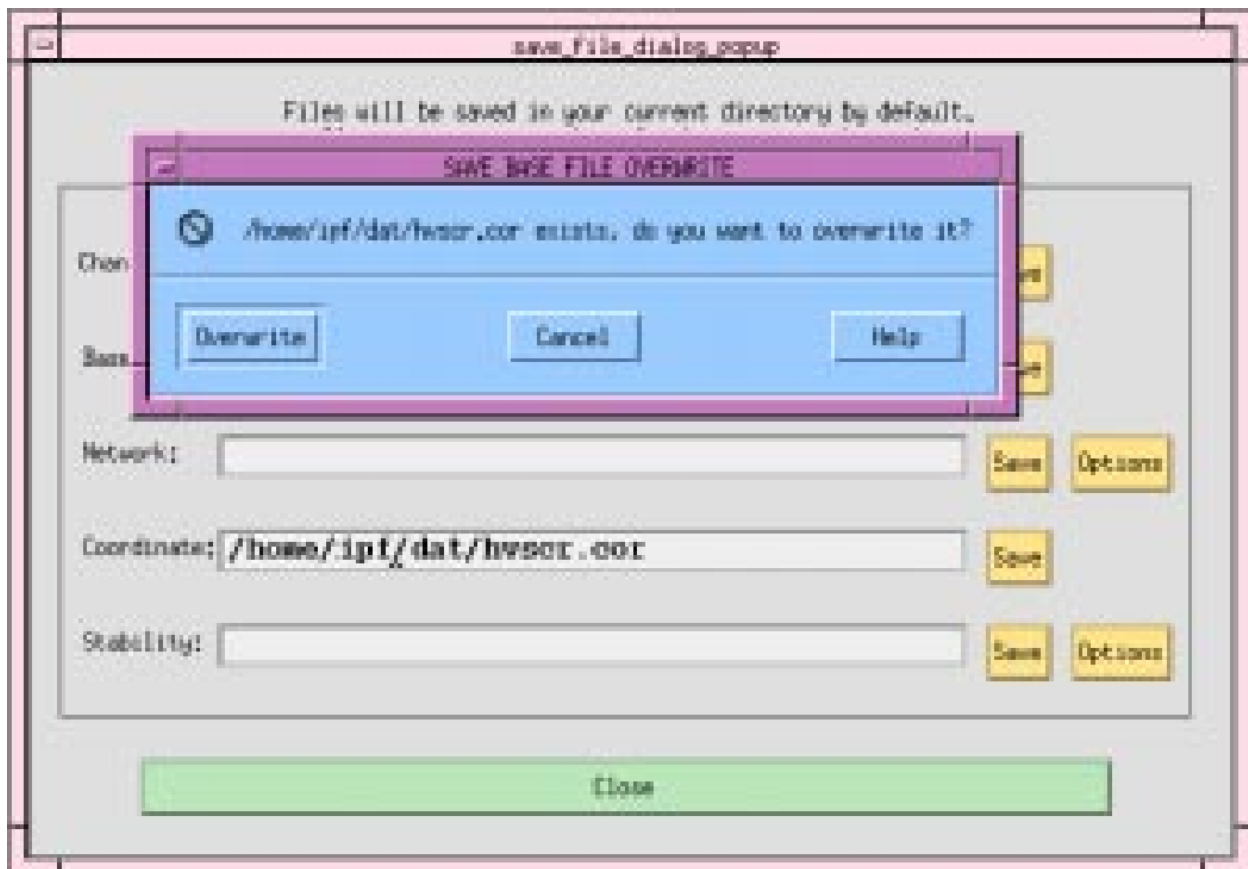 save_file_dialog_popup
Files will be saved in your current directory by default.
SAVE BASE FILE OVERWRITE
/home/ipf/dat/hvscr.cor exists, do you want to overwrite it?
Overwrite Cancel Help
Chan
Base
Network: Save Options
Coordinate: /home/ipf/dat/hvscr.cor Save
Stability: Save Options
Close